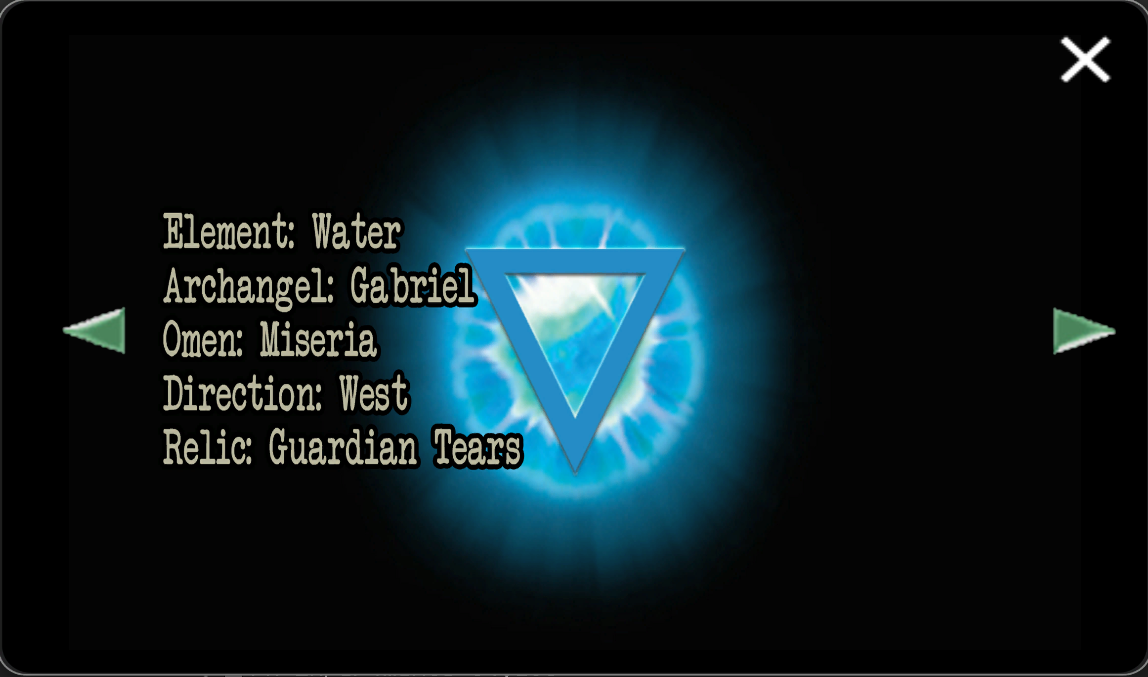 Element: Water
Archangel: Gabriel
Omen: Miseria
Direction: West
Relic: Guardian Tears